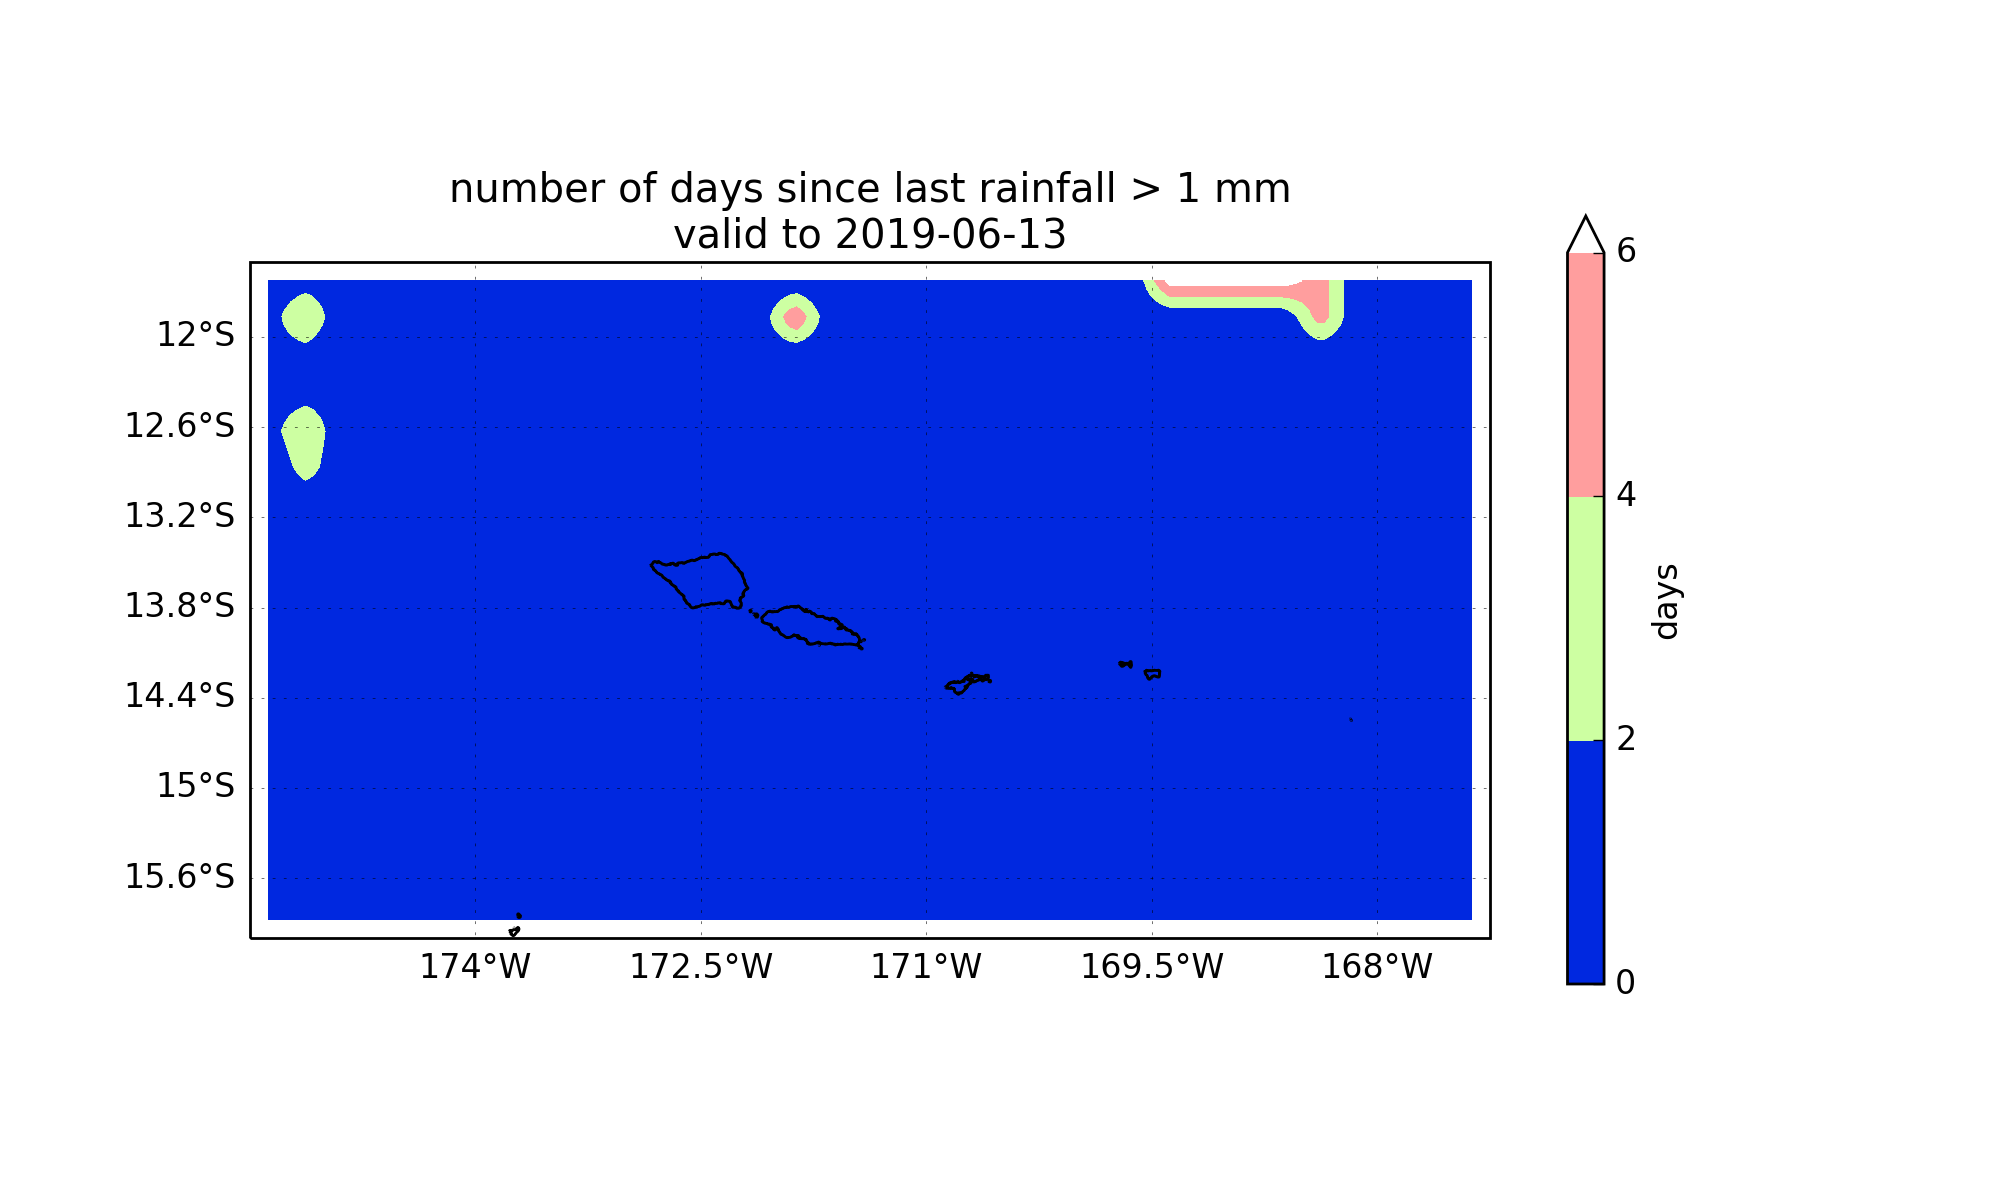 number of days since last rainfall > 1 mm
valid to 2019-06-13
12°S
12.6°S
13.2°S
13.8°S
14.4°S
15°S
15.6°S
174°W
172.5°W
171°W
169.5°W
168°W
6
4
2
0
days